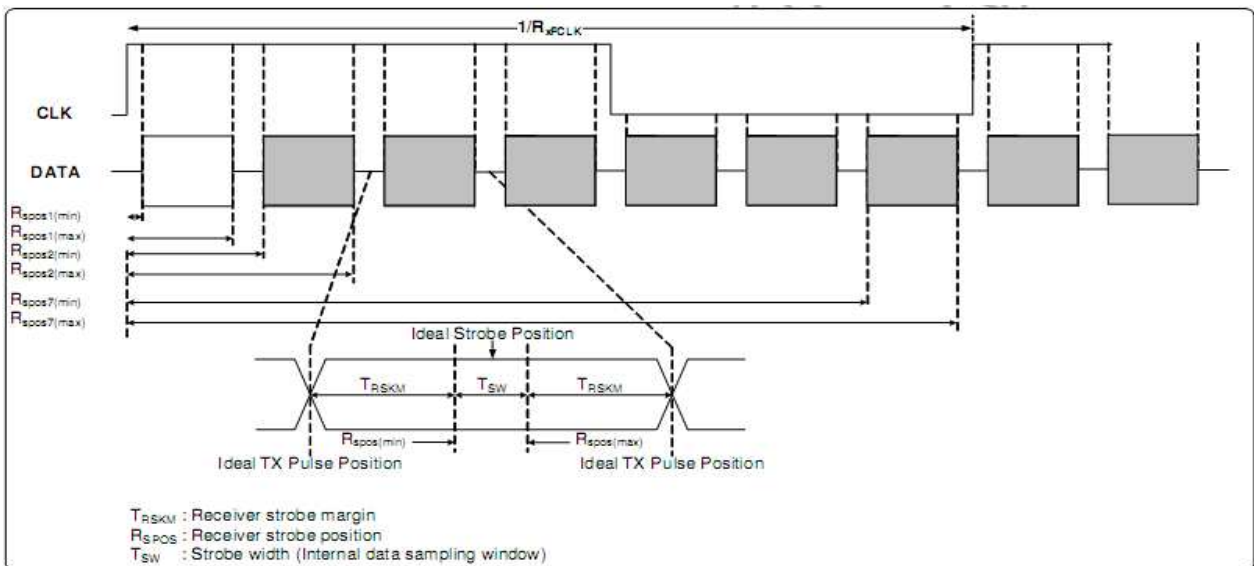 1/RxFCLK
CLK
DATA
Rspos1(min)
Rspos1(max)
Rspos2(min)
Rspos2(max)
Rspos7(min)
Rspos7(max)
Ideal Strobe Position
TRSKM TSW TRSKM
Rspos(min) Rspos(max)
Ideal TX Pulse Position Ideal TX Pulse Position
TRSKM : Receiver strobe margin
RSPOS : Receiver strobe position
TSW : Strobe width (Internal data sampling window)